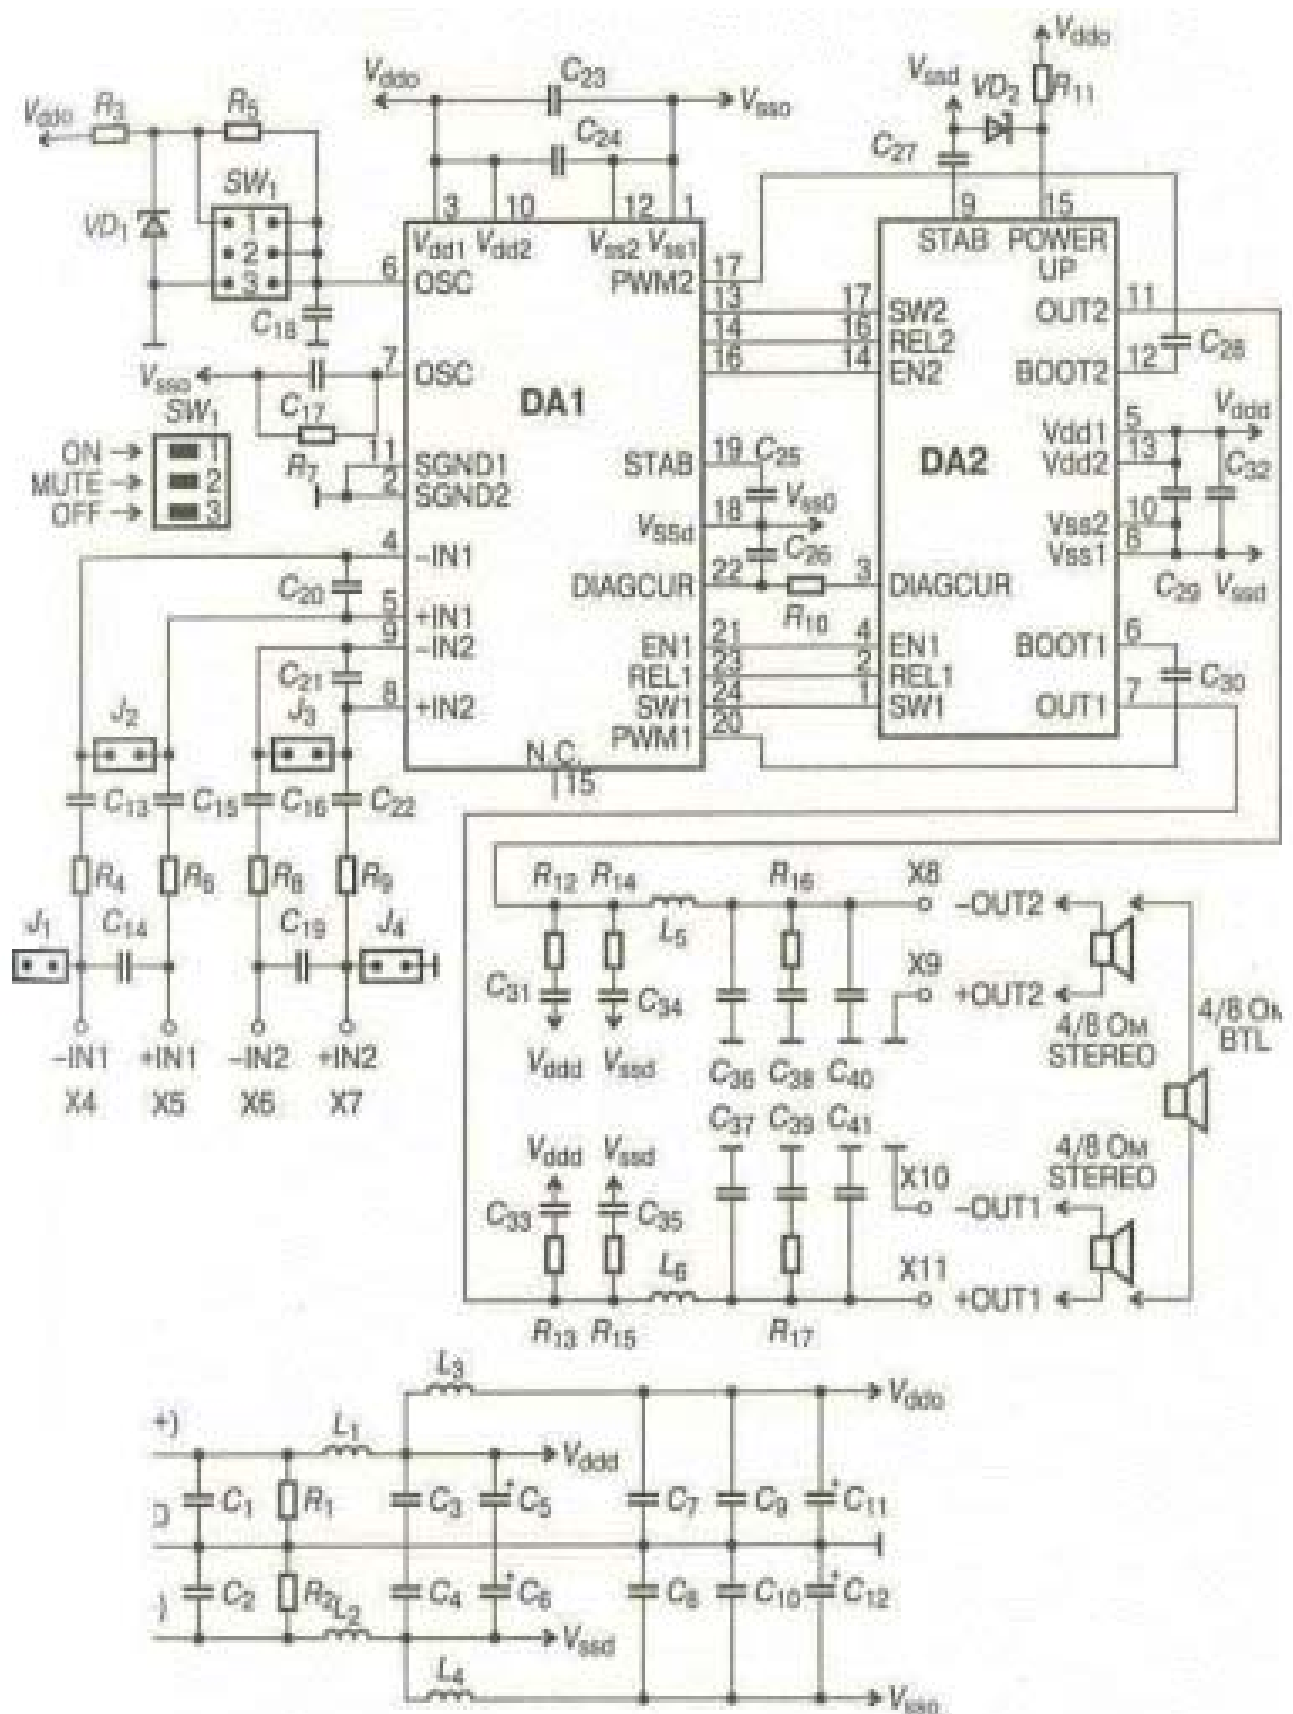 Vddo
Vddo C23 Vssd VD2 R11
Vddo R3 R5 Vsso
C24 C27
SW1
3 10 12 1 9 15
VD1 1 Vdd1 Vdd2 Vss2 Vss1 STAB POWER UP
2
3 6 OSC PWM2 17
13 17 SW2 OUT2 11
C18 14 16 REL2
16 14 EN2 BOOT2 12 C28
Vsso 7 OSC
C17 DA1
SW1 Vdd1 5 Vddd
ON 1 R7 11 SGND1 STAB 19 C25 DA2 Vdd2 13 C32
MUTE 2 2 SGND2 Vss0
OFF 3 VSSd 18 Vss2 10
4 -IN1 C26 Vss1 8
C20 DIAGCUR 22 R10 3 DIAGCUR C29 Vssd
5 +IN1
9 -IN2 EN1 21 4 EN1 BOOT1 6
C21 REL1 23 2 REL1 C30
J2 J3 8 +IN2 SW1 24 1 SW1 OUT1 7
PWM1 20
N.C.
15
C13 C15 C16 C22
R4 R6 R8 R9 R12 R14 R16 X8
J1 C14 C19 J4 L5 -OUT2
X9
C31 C34 +OUT2
-IN1 +IN1 -IN2 +IN2 Vddd Vssd C36 C38 C40 4/8 Ом STEREO 4/8 Ом BTL
X4 X5 X6 X7
C37 C39 C41
Vddd Vssd 4/8 Ом STEREO
X10
C33 C35 -OUT1
L6 X11
+OUT1
R13 R15 R17
L3
Vddo
+) L1
Vddd
C1 R1 C3 C5 C7 C9 C11
C2 R2 C4 C6 C8 C10 C12
) L2
Vssd
L4
Vsso